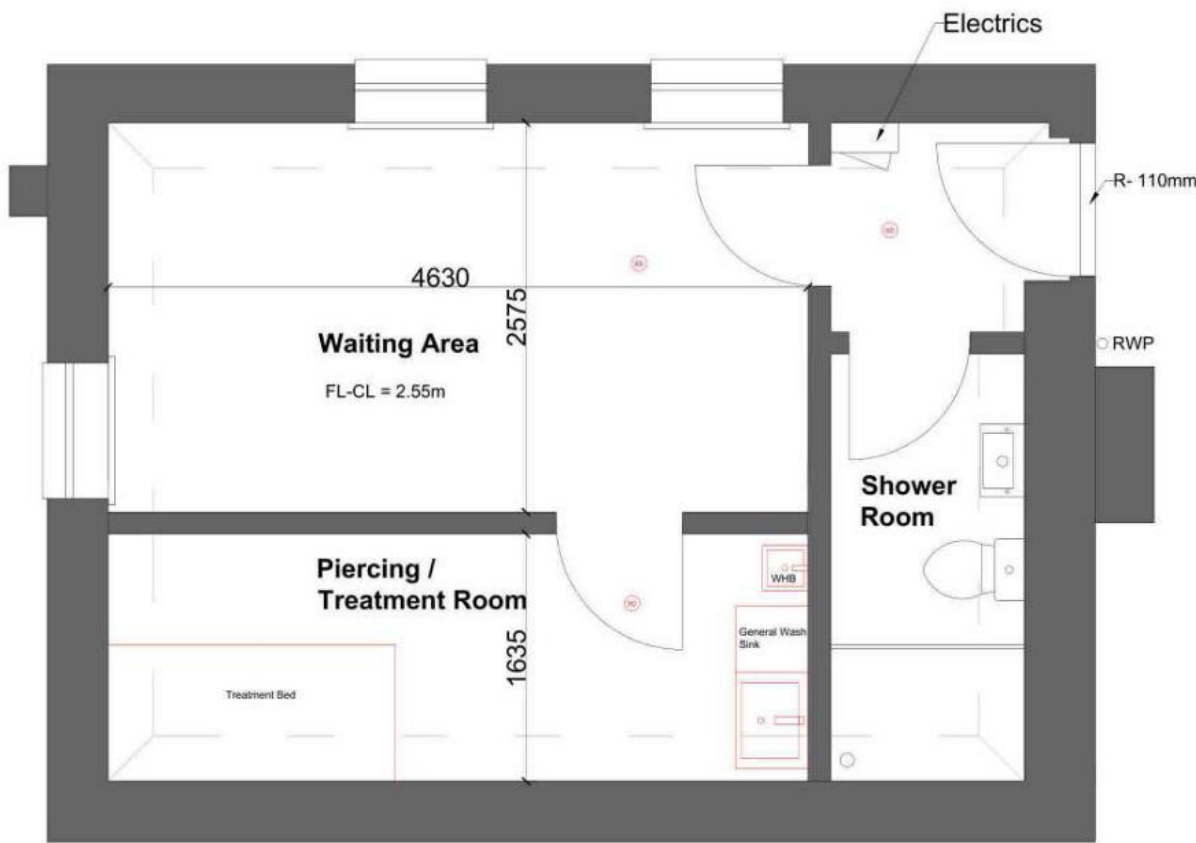 Electrics
R- 110mm
4630
2575
Waiting Area
RWP
FL-CL = 2.55m
Shower
Room
Piercing /
Treatment Room
WHB
1635
General Wash
Sink
Treatment Bed